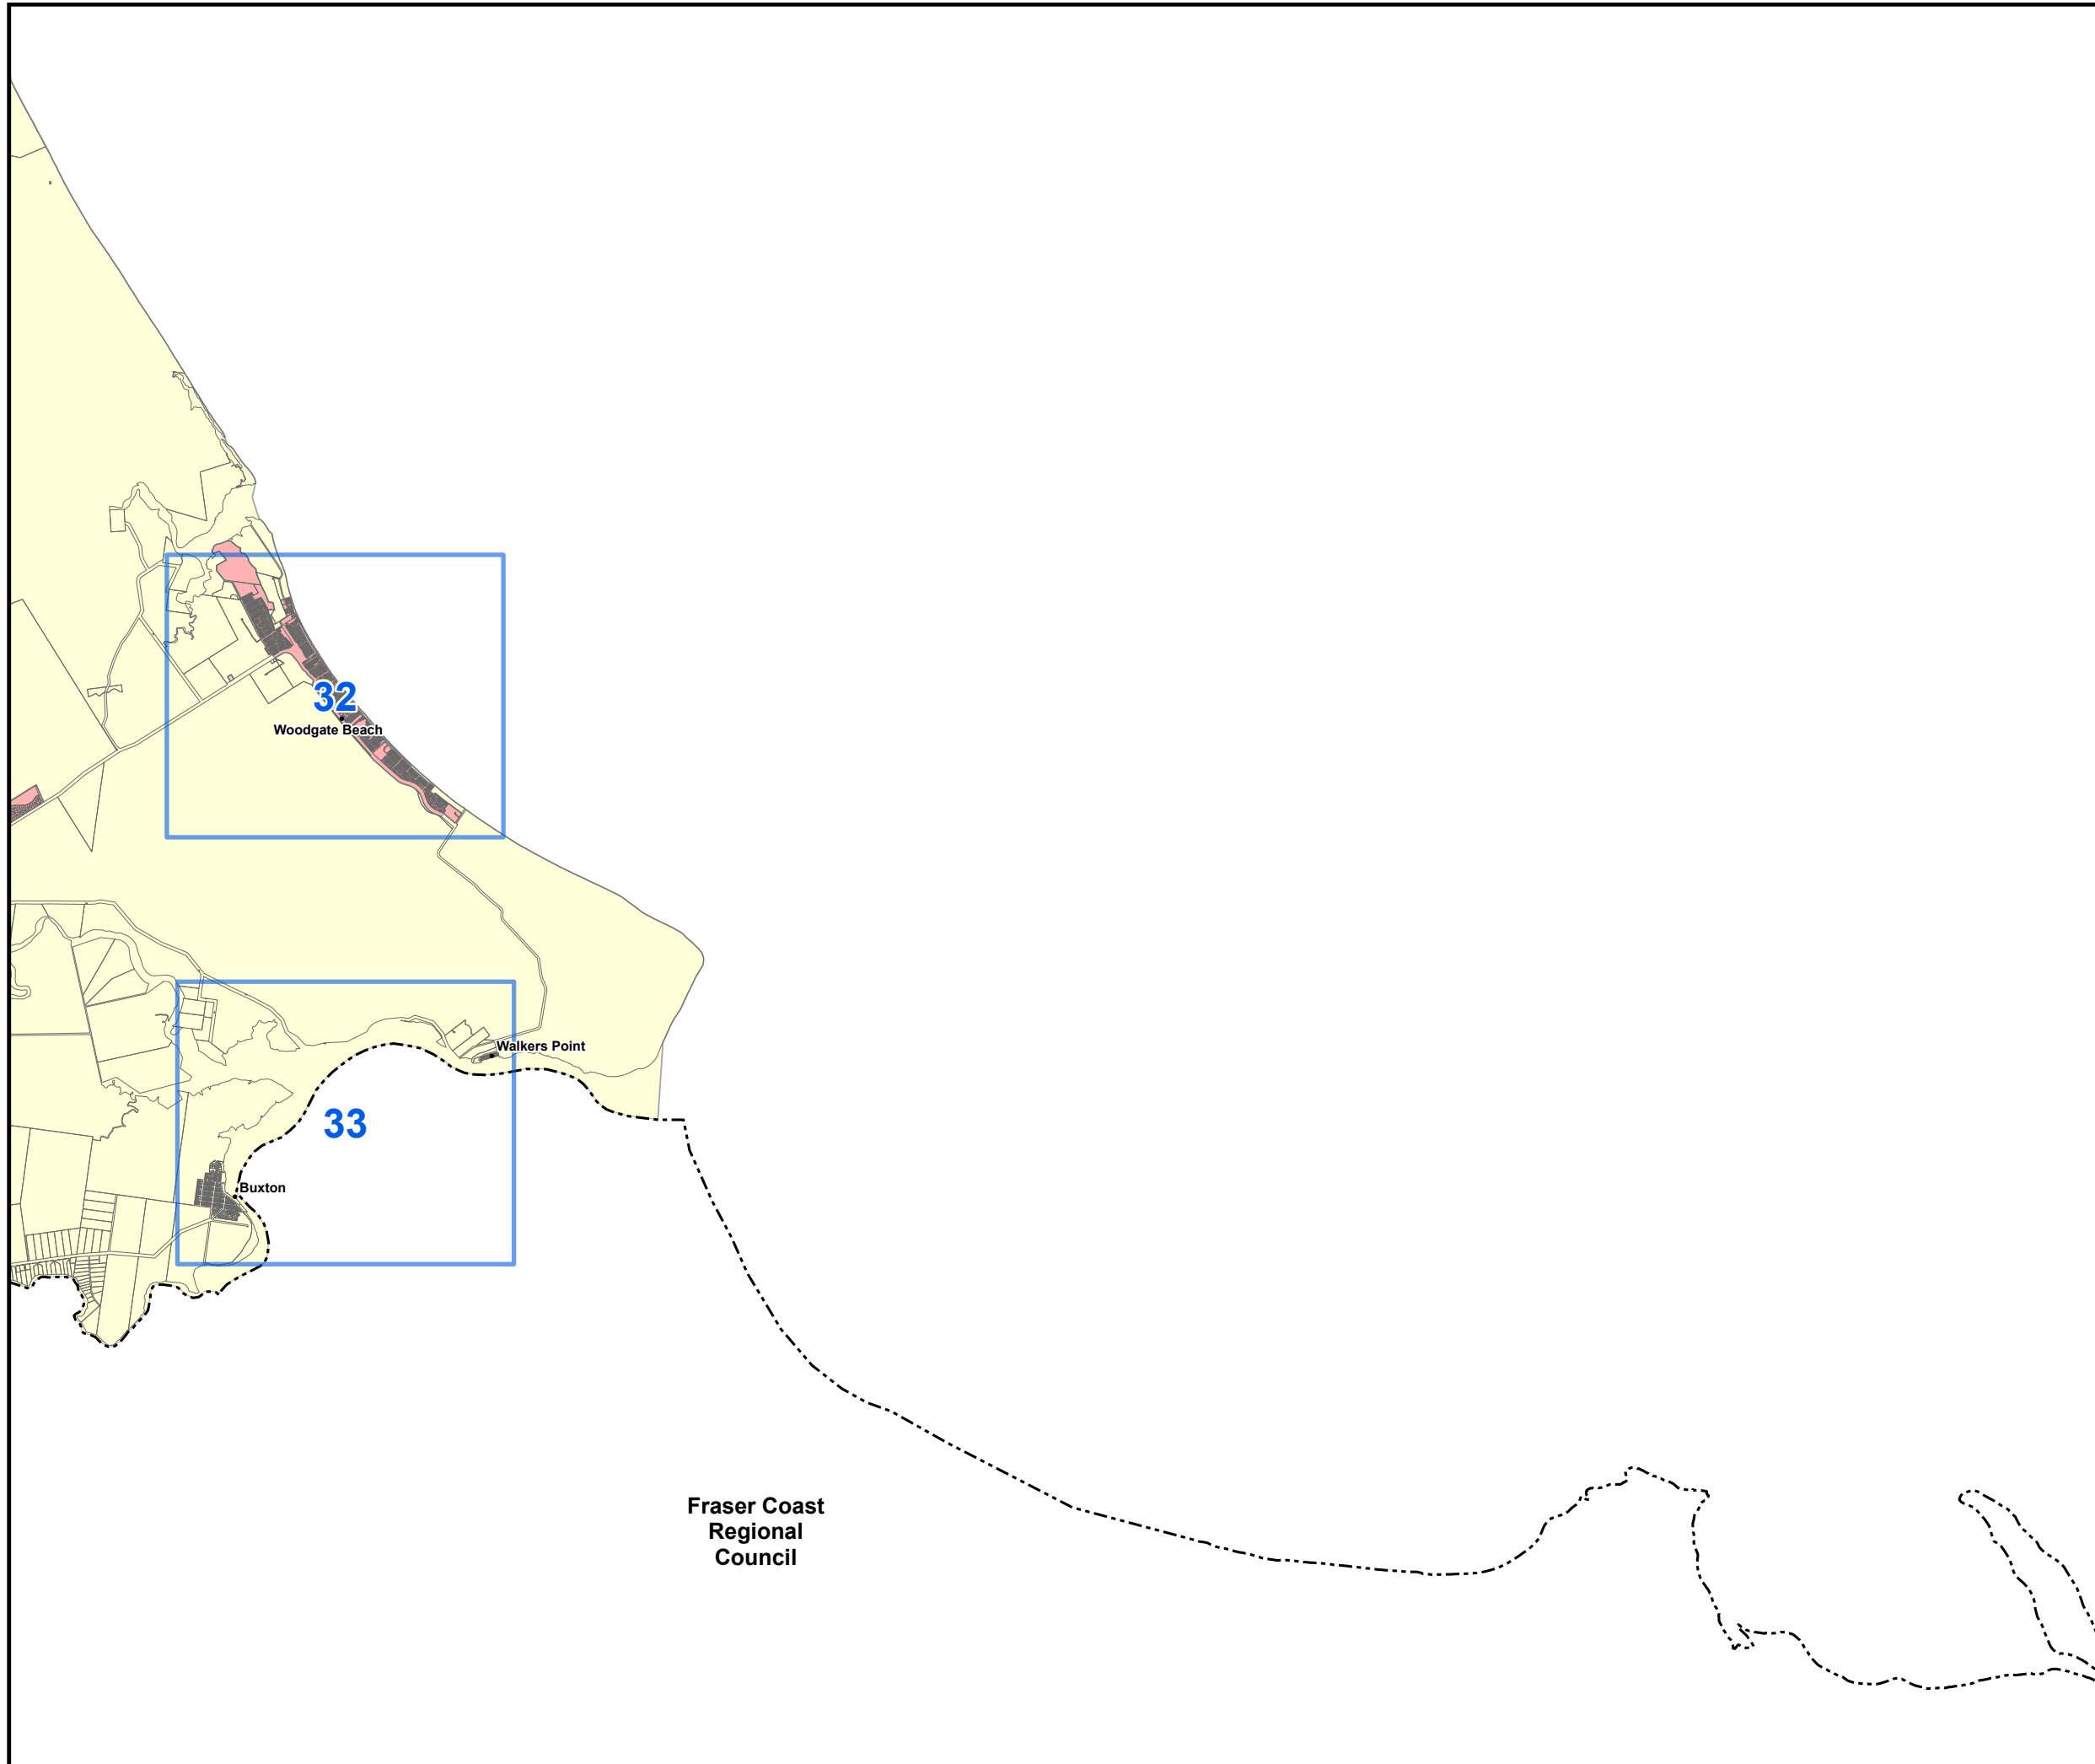 32
Woodgate Beach
Walkers Point
33
Buxton
Fraser Coast
Regional
Council